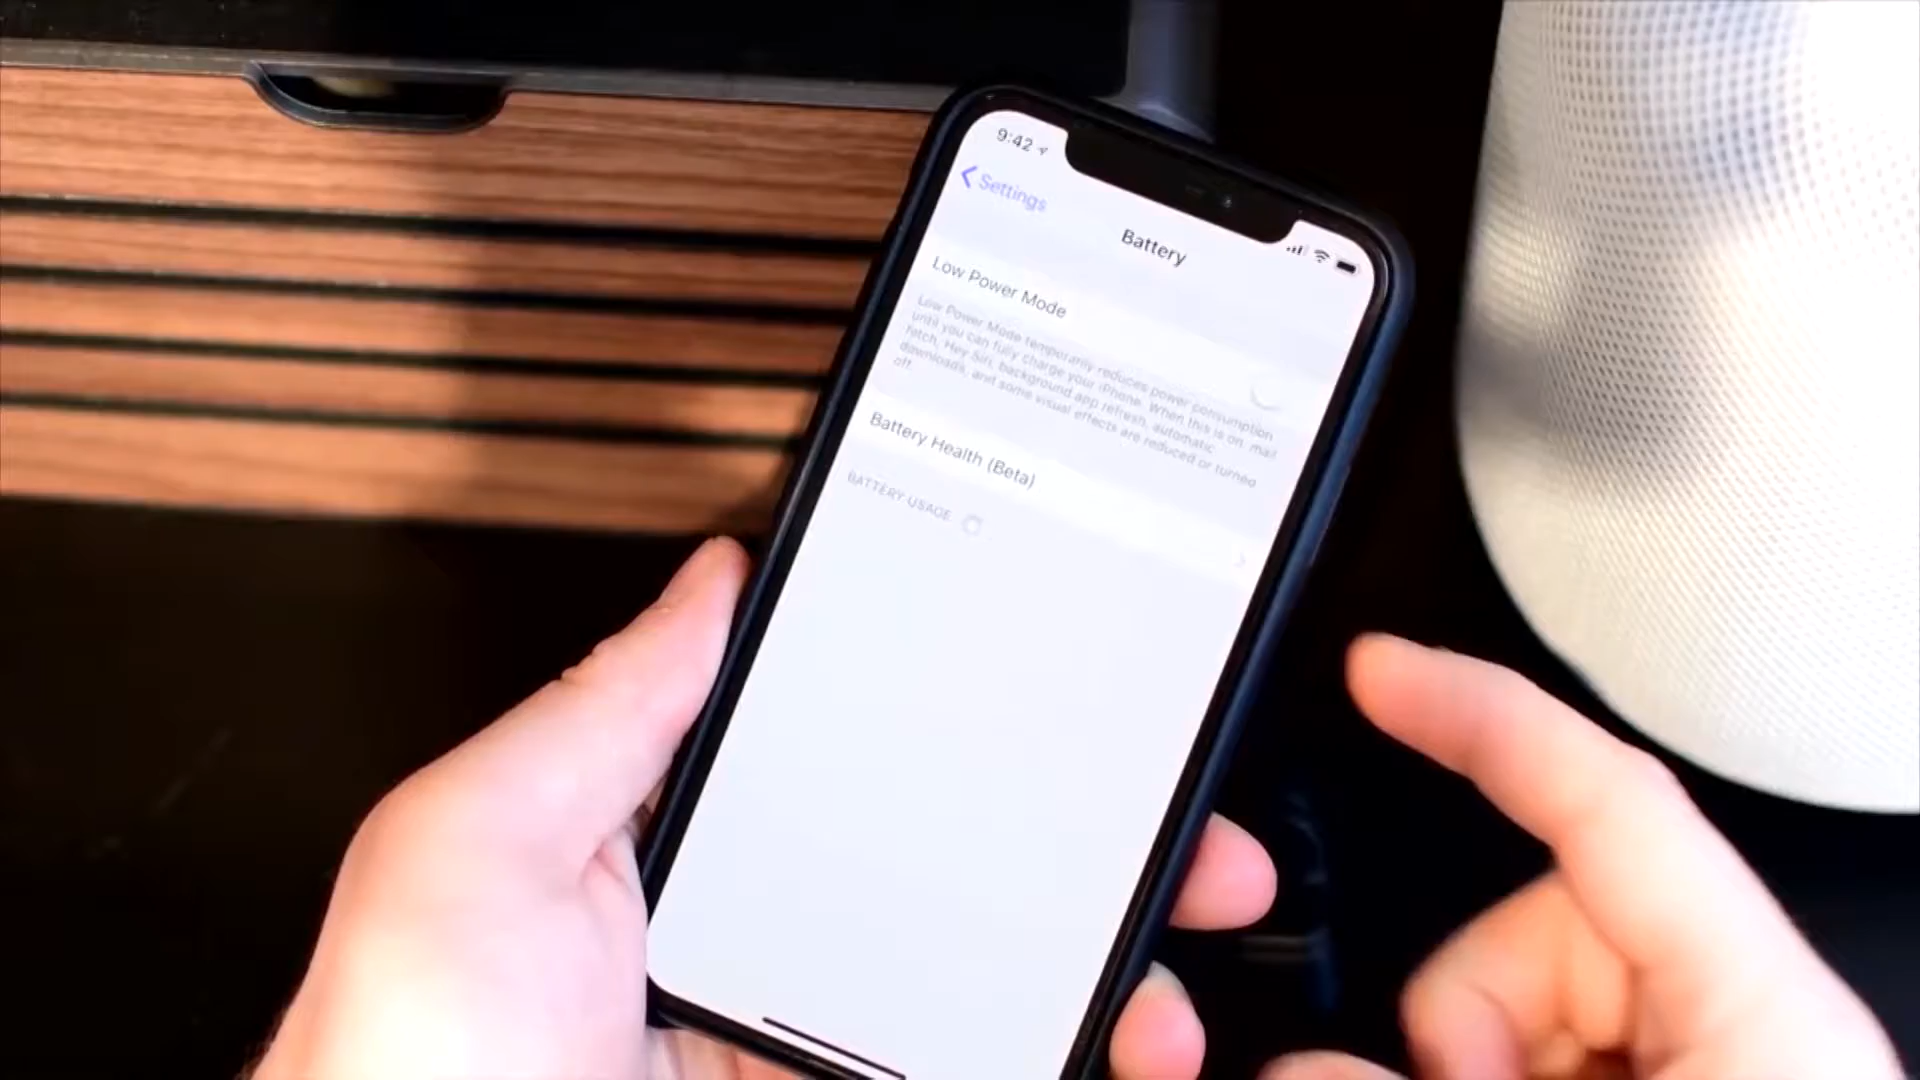 9:42
Settings
Battery
Low Power Mode
Low Power Mode temporarily reduces power consumption
until you can fully charge your iPhone. When this is on, mail
fetch, Hey Siri, background app refresh, automatic
downloads, and some visual effects are reduced or turned
off.
Battery Health (Beta)
BATTERY USAGE